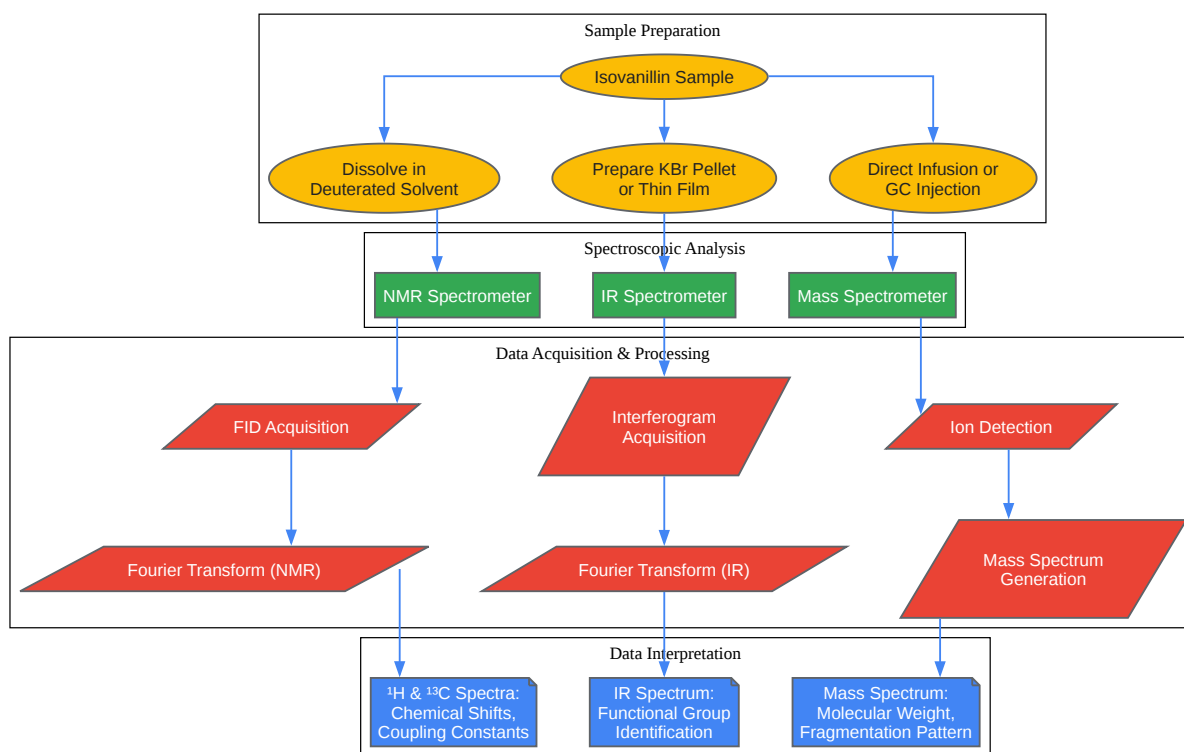 Sample Preparation
Isovanillin Sample
Dissolve in
Deuterated Solvent
Prepare KBr Pellet
or Thin Film
Direct Infusion or
GC Injection
Spectroscopic Analysis
NMR Spectrometer
IR Spectrometer
Mass Spectrometer
Data Acquisition & Processing
FID Acquisition
Interferogram
Acquisition
Ion Detection
Fourier Transform (NMR)
Fourier Transform (IR)
Mass Spectrum
Generation
Data Interpretation
¹H & ¹³C Spectra:
Chemical Shifts,
Coupling Constants
IR Spectrum:
Functional Group
Identification
Mass Spectrum:
Molecular Weight,
Fragmentation Pattern